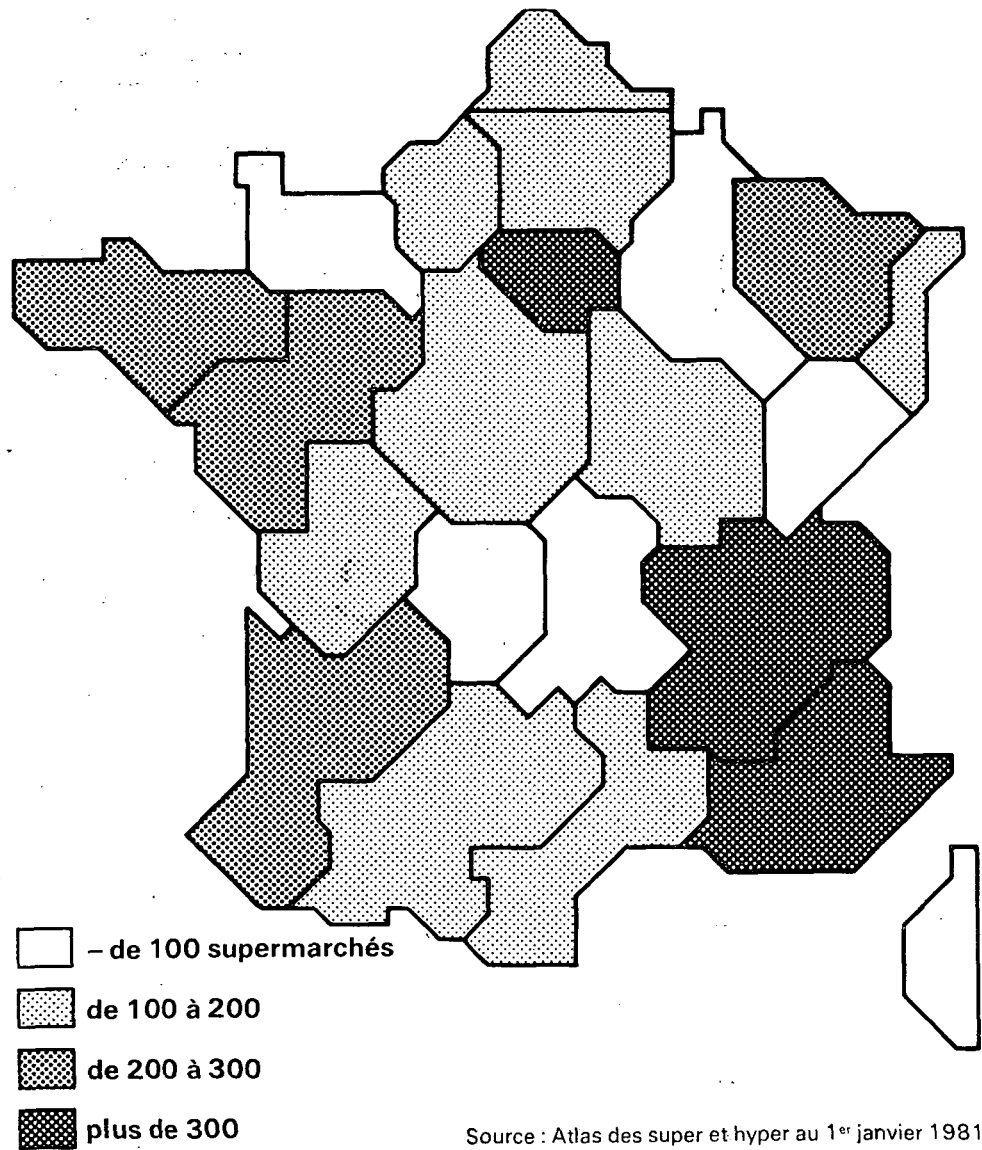 – de 100 supermarchés
de 100 à 200
de 200 à 300
plus de 300
Source : Atlas des super et hyper au 1er janvier 1981